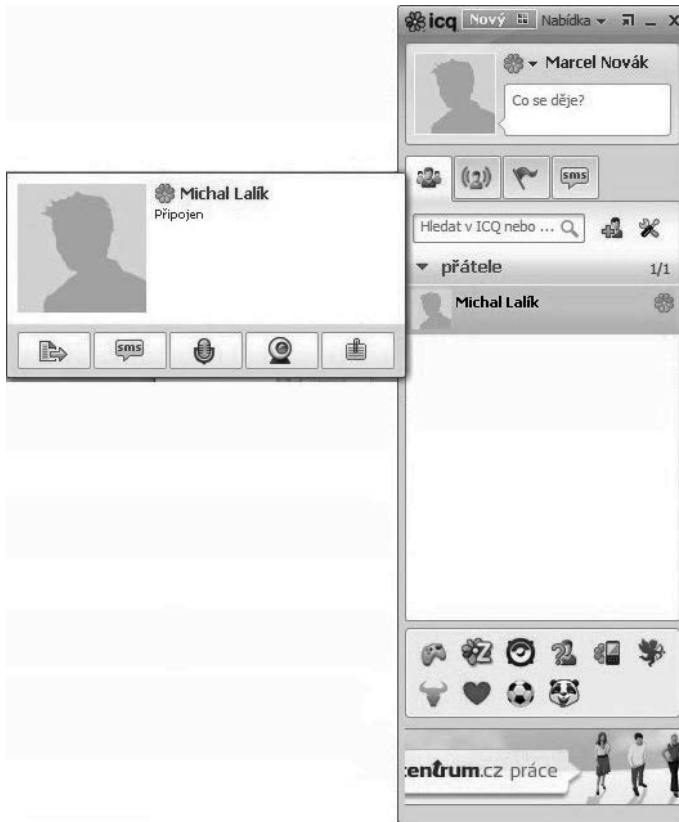 icq Nový Nabídka
Marcel Novák
Co se děje?
Michal Lalík
Připojen
sms
sms
Hledat v ICQ nebo ...
přátele 1/1
Michal Lalík
centrum.cz práce